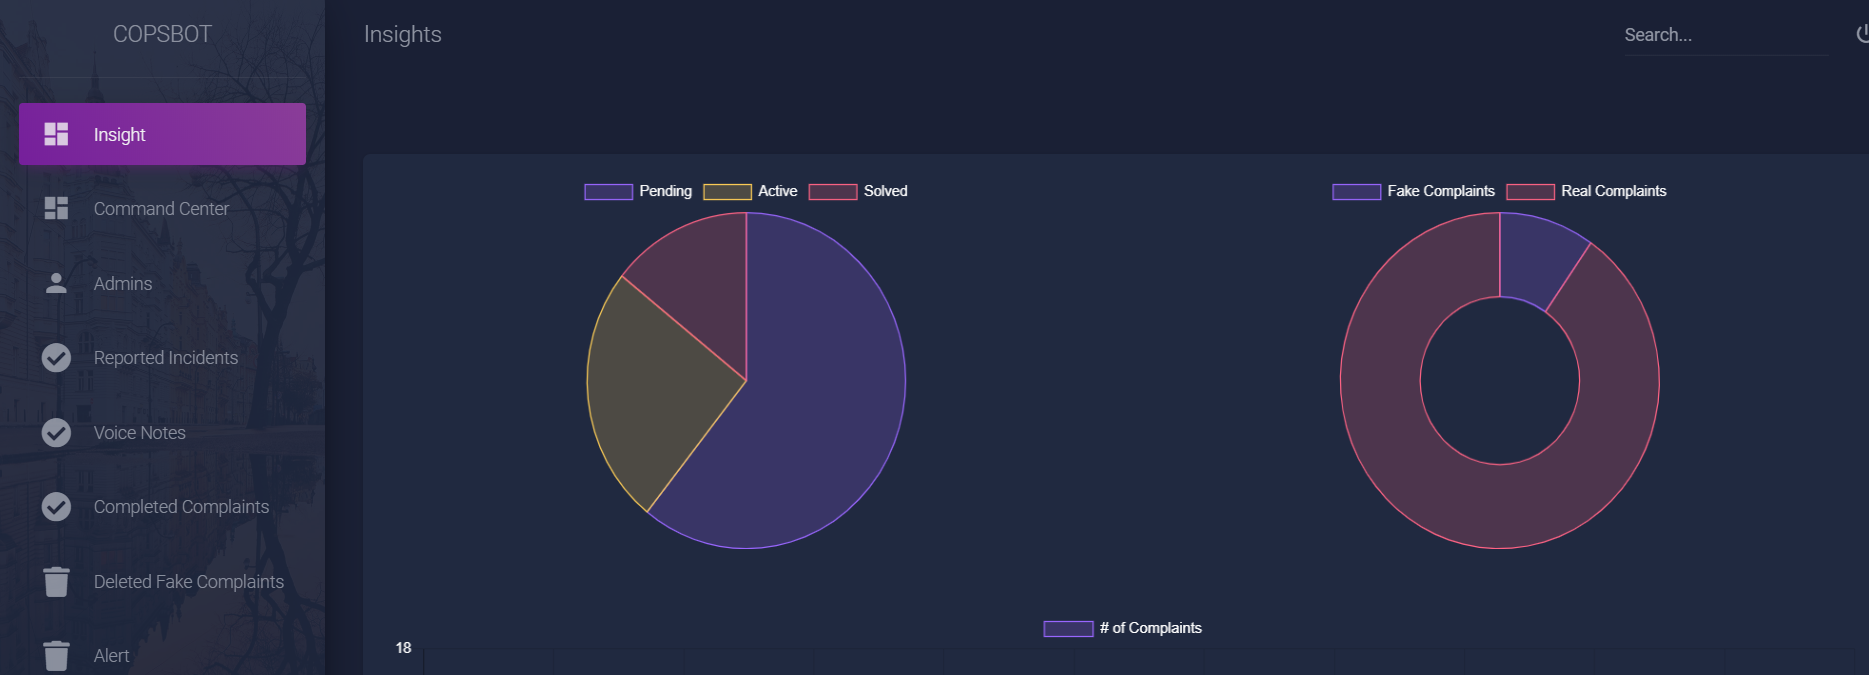 COPSBOT
Insight
Command Center
Admins
Reported Incidents
Voice Notes
Completed Complaints
Deleted Fake Complaints
Alert
Insights
Search...
Pending Active Solved
Fake Complaints Real Complaints
# of Complaints
18